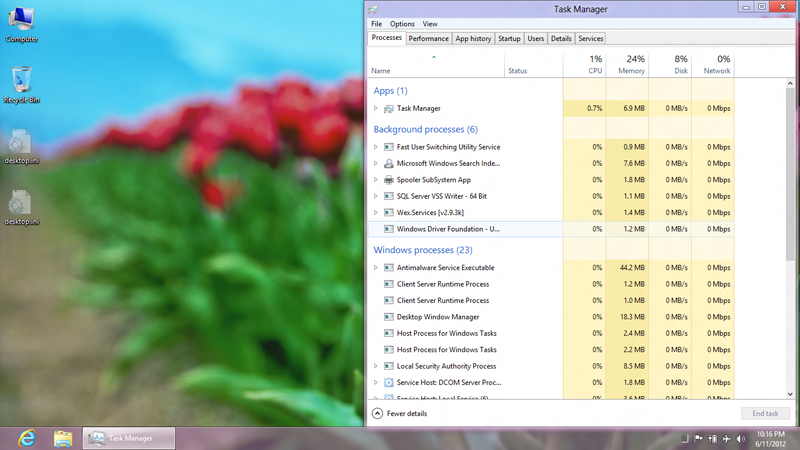 Computer
Recycle Bin
desktop.ini
desktop.ini
Task Manager
File Options View
Processes Performance App history Startup Users Details Services
1% 24% 8% 0%
Name Status CPU Memory Disk Network
Apps (1)
Task Manager 0.7% 6.9 MB 0 MB/s 0 Mbps
Background processes (6)
Fast User Switching Utility Service 0% 0.9 MB 0 MB/s 0 Mbps
Microsoft Windows Search Inde... 0% 7.6 MB 0 MB/s 0 Mbps
Spooler SubSystem App 0% 1.8 MB 0 MB/s 0 Mbps
SQL Server VSS Writer - 64 Bit 0% 1.1 MB 0 MB/s 0 Mbps
Wex.Services [v2.9.3k] 0% 1.4 MB 0 MB/s 0 Mbps
Windows Driver Foundation - U... 0% 1.2 MB 0 MB/s 0 Mbps
Windows processes (23)
Antimalware Service Executable 0% 44.2 MB 0 MB/s 0 Mbps
Client Server Runtime Process 0% 1.2 MB 0 MB/s 0 Mbps
Client Server Runtime Process 0% 1.0 MB 0 MB/s 0 Mbps
Desktop Window Manager 0% 18.3 MB 0 MB/s 0 Mbps
Host Process for Windows Tasks 0% 2.4 MB 0 MB/s 0 Mbps
Host Process for Windows Tasks 0% 2.2 MB 0 MB/s 0 Mbps
Local Security Authority Process 0% 8.5 MB 0 MB/s 0 Mbps
Service Host: DCOM Server Proc... 0% 1.8 MB 0 MB/s 0 Mbps
Service Host: Local Service (6) 0% 3.6 MB 0 MB/s 0 Mbps
Fewer details End task
Task Manager
10:16 PM
6/11/2012